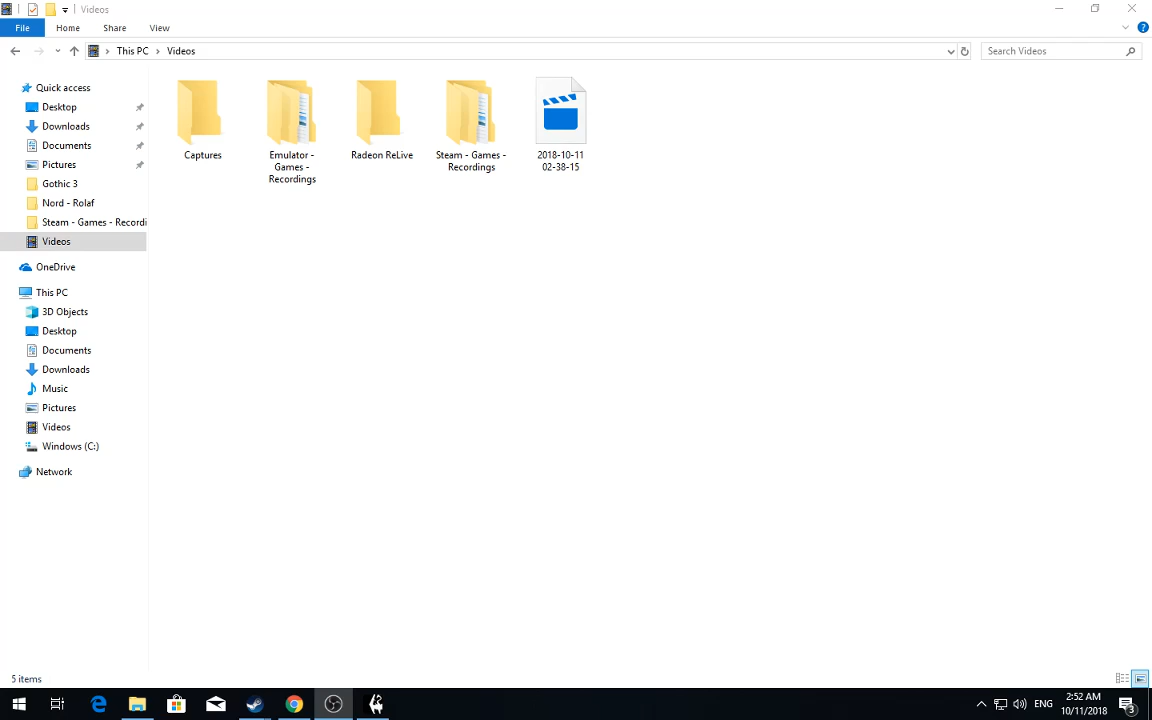 Videos
File Home Share View
This PC Videos
Search Videos
Quick access
Desktop
Downloads
Documents
Pictures
Gothic 3
Nord - Rolaf
Steam - Games - Recordi
Videos
OneDrive
This PC
3D Objects
Desktop
Documents
Downloads
Music
Pictures
Videos
Windows (C:)
Network
Captures
Emulator -
Games -
Recordings
Radeon ReLive
Steam - Games -
Recordings
2018-10-11
02-38-15
5 items
ENG
2:52 AM
10/11/2018
3